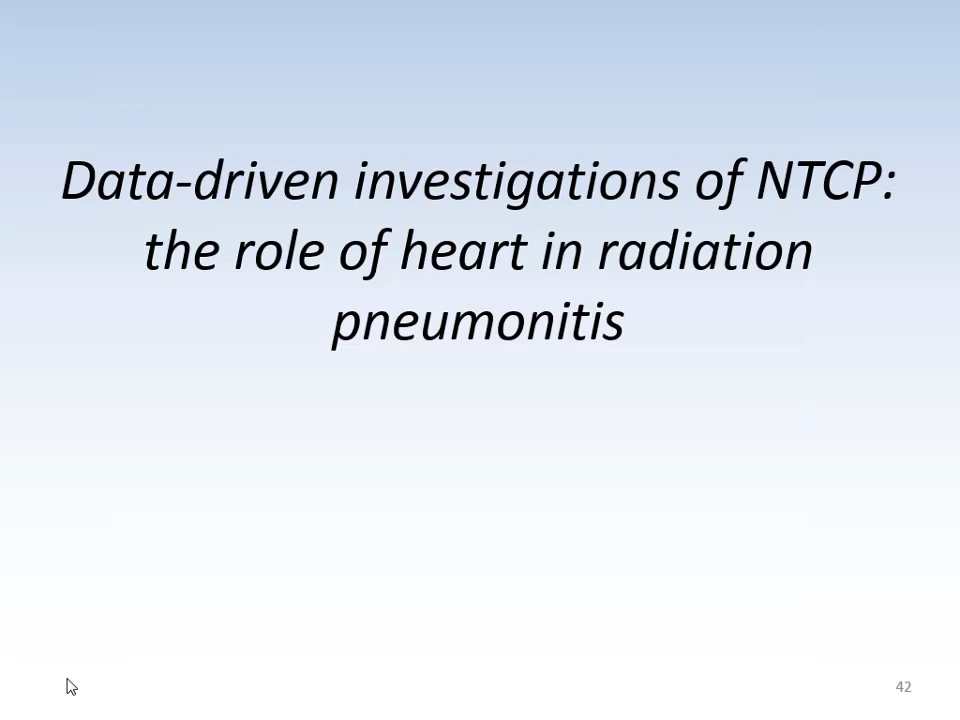 Data-driven investigations of NTCP:
the role of heart in radiation
pneumonitis
42